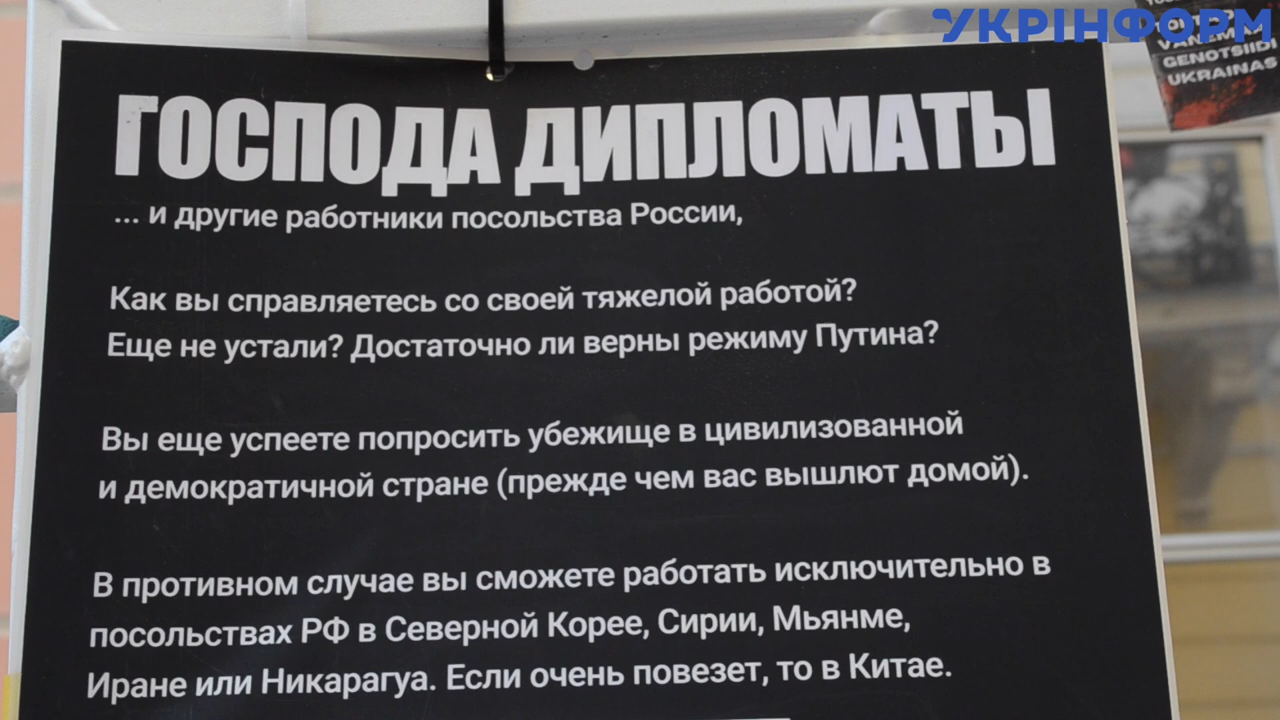 УКРІНФОРМ
VANEMAD
GENOTSIIDI
UKRAINAS
ГОСПОДА ДИПЛОМАТЫ
... и другие работники посольства России,
Как вы справляетесь со своей тяжелой работой?
Еще не устали? Достаточно ли верны режиму Путина?
Вы еще успеете попросить убежище в цивилизованной
и демократичной стране (прежде чем вас вышлют домой).
В противном случае вы сможете работать исключительно в
посольствах РФ в Северной Корее, Сирии, Мьянме,
Иране или Никарагуа. Если очень повезет, то в Китае.